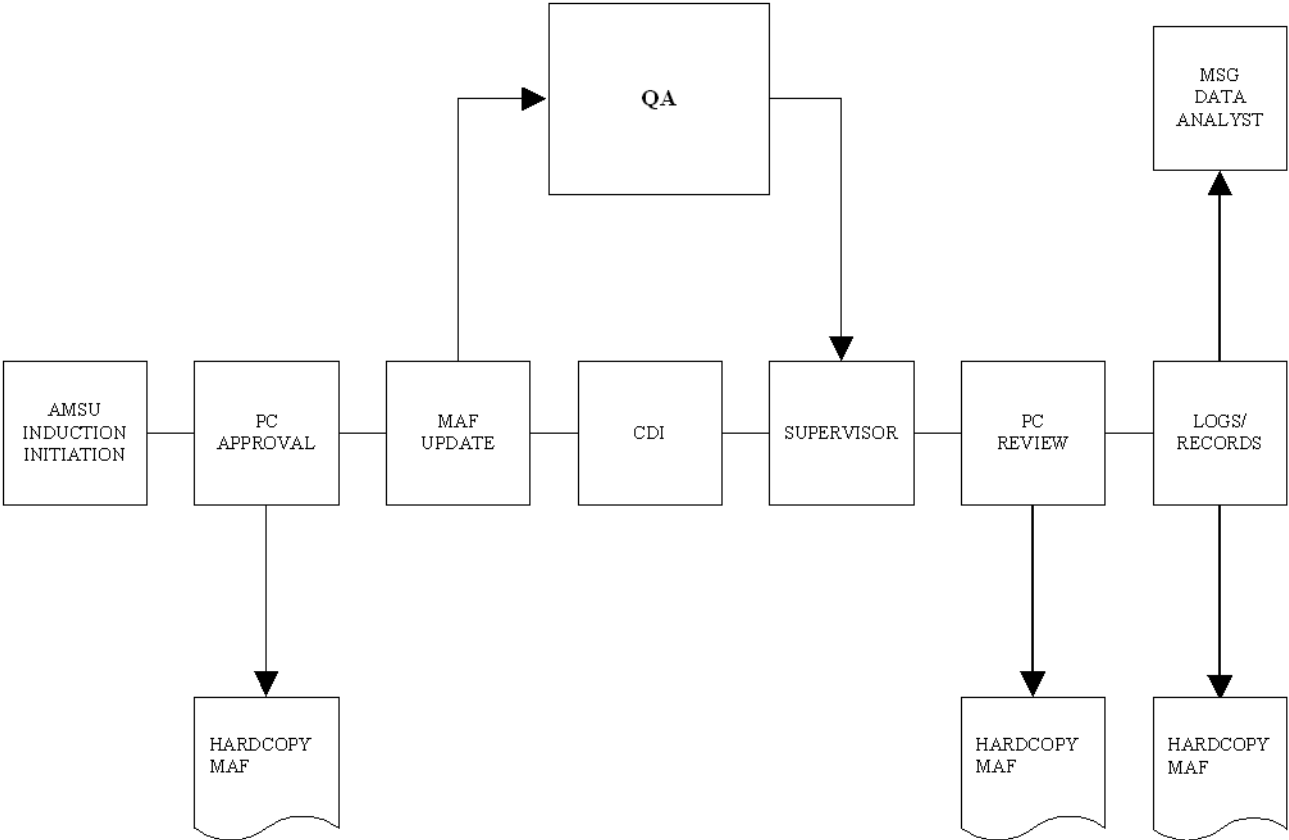 QA
MSG
DATA
ANALYST
AMSU
INDUCTION
INITIATION
PC
APPROVAL
MAF
UPDATE
CDI
SUPERVISOR
PC
REVIEW
LOGS/
RECORDS
HARDCOPY
MAF
HARDCOPY
MAF
HARDCOPY
MAF